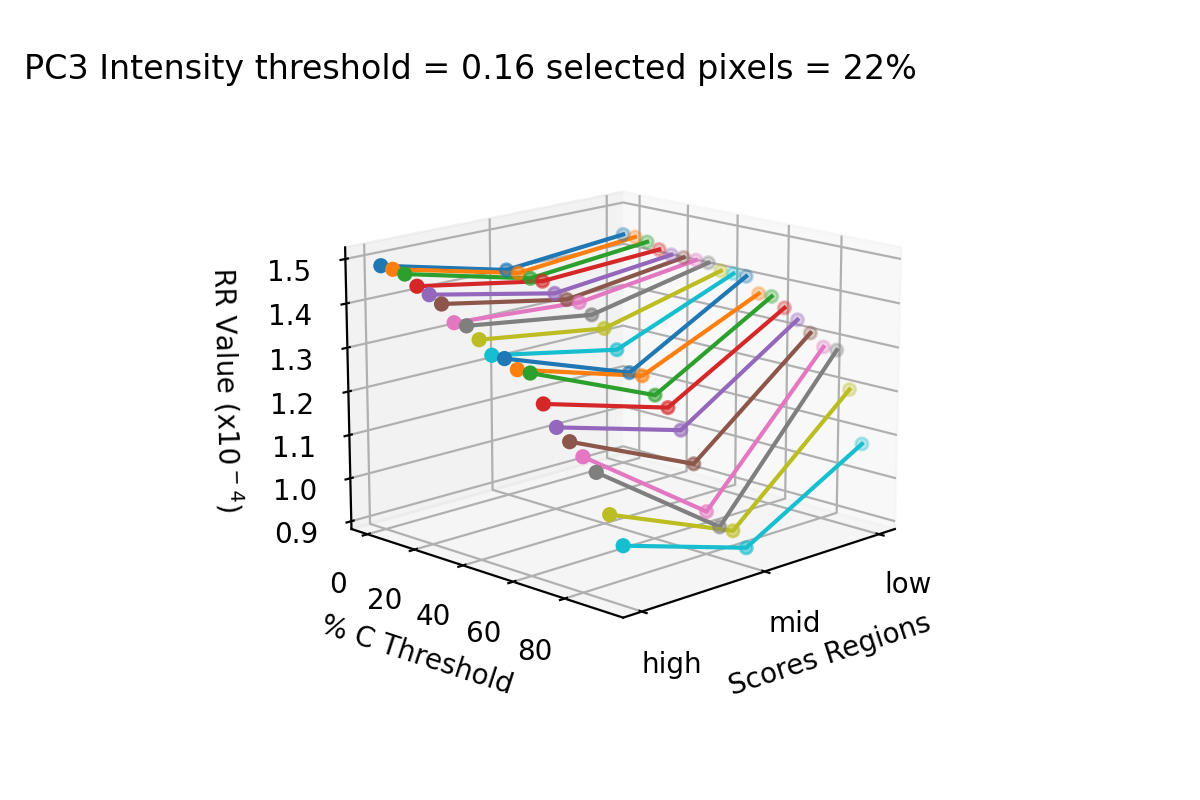 PC3 Intensity threshold = 0.16 selected pixels = 22%
1.5
1.4
1.3
1.2
1.1
1.0
0.9
RR Value (x10⁻⁴)
0
20
40
60
80
% C Threshold
high
mid
low
Scores Regions